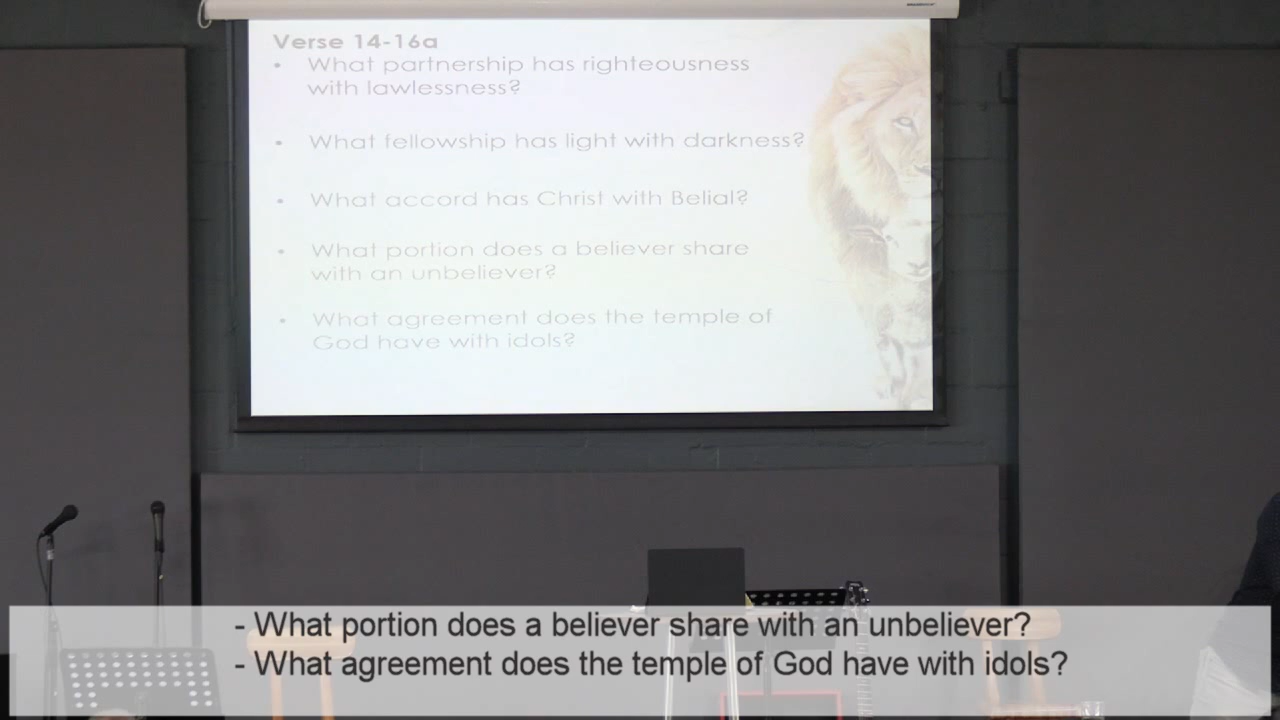 Verse 14-16a
• What partnership has righteousness
with lawlessness?
• What fellowship has light with darkness?
• What accord has Christ with Belial?
• What portion does a believer share
with an unbeliever?
• What agreement does the temple of
God have with idols?
- What portion does a believer share with an unbeliever?
- What agreement does the temple of God have with idols?